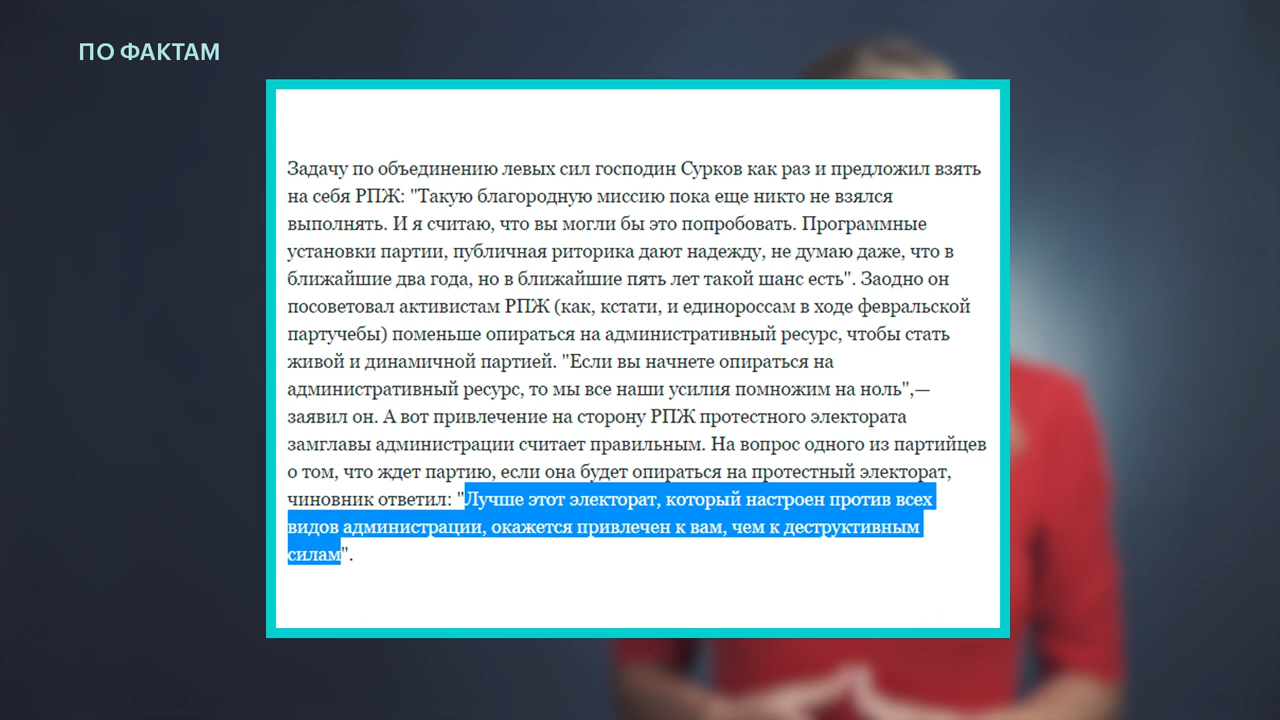 ПО ФАКТАМ
Задачу по объединению левых сил господин Сурков как раз и предложил взять
на себя РПЖ: "Такую благородную миссию пока еще никто не взялся
выполнять. И я считаю, что вы могли бы это попробовать. Программные
установки партии, публичная риторика дают надежду, не думаю даже, что в
ближайшие два года, но в ближайшие пять лет такой шанс есть". Заодно он
посоветовал активистам РПЖ (как, кстати, и единороссам в ходе февральской
партучебы) поменьше опираться на административный ресурс, чтобы стать
живой и динамичной партией. "Если вы начнете опираться на
административный ресурс, то мы все наши усилия помножим на ноль",—
заявил он. А вот привлечение на сторону РПЖ протестного электората
замглавы администрации считает правильным. На вопрос одного из партийцев
о том, что ждет партию, если она будет опираться на протестный электорат,
чиновник ответил: "Лучше этот электорат, который настроен против всех
видов администрации, окажется привлечен к вам, чем к деструктивным
силам".